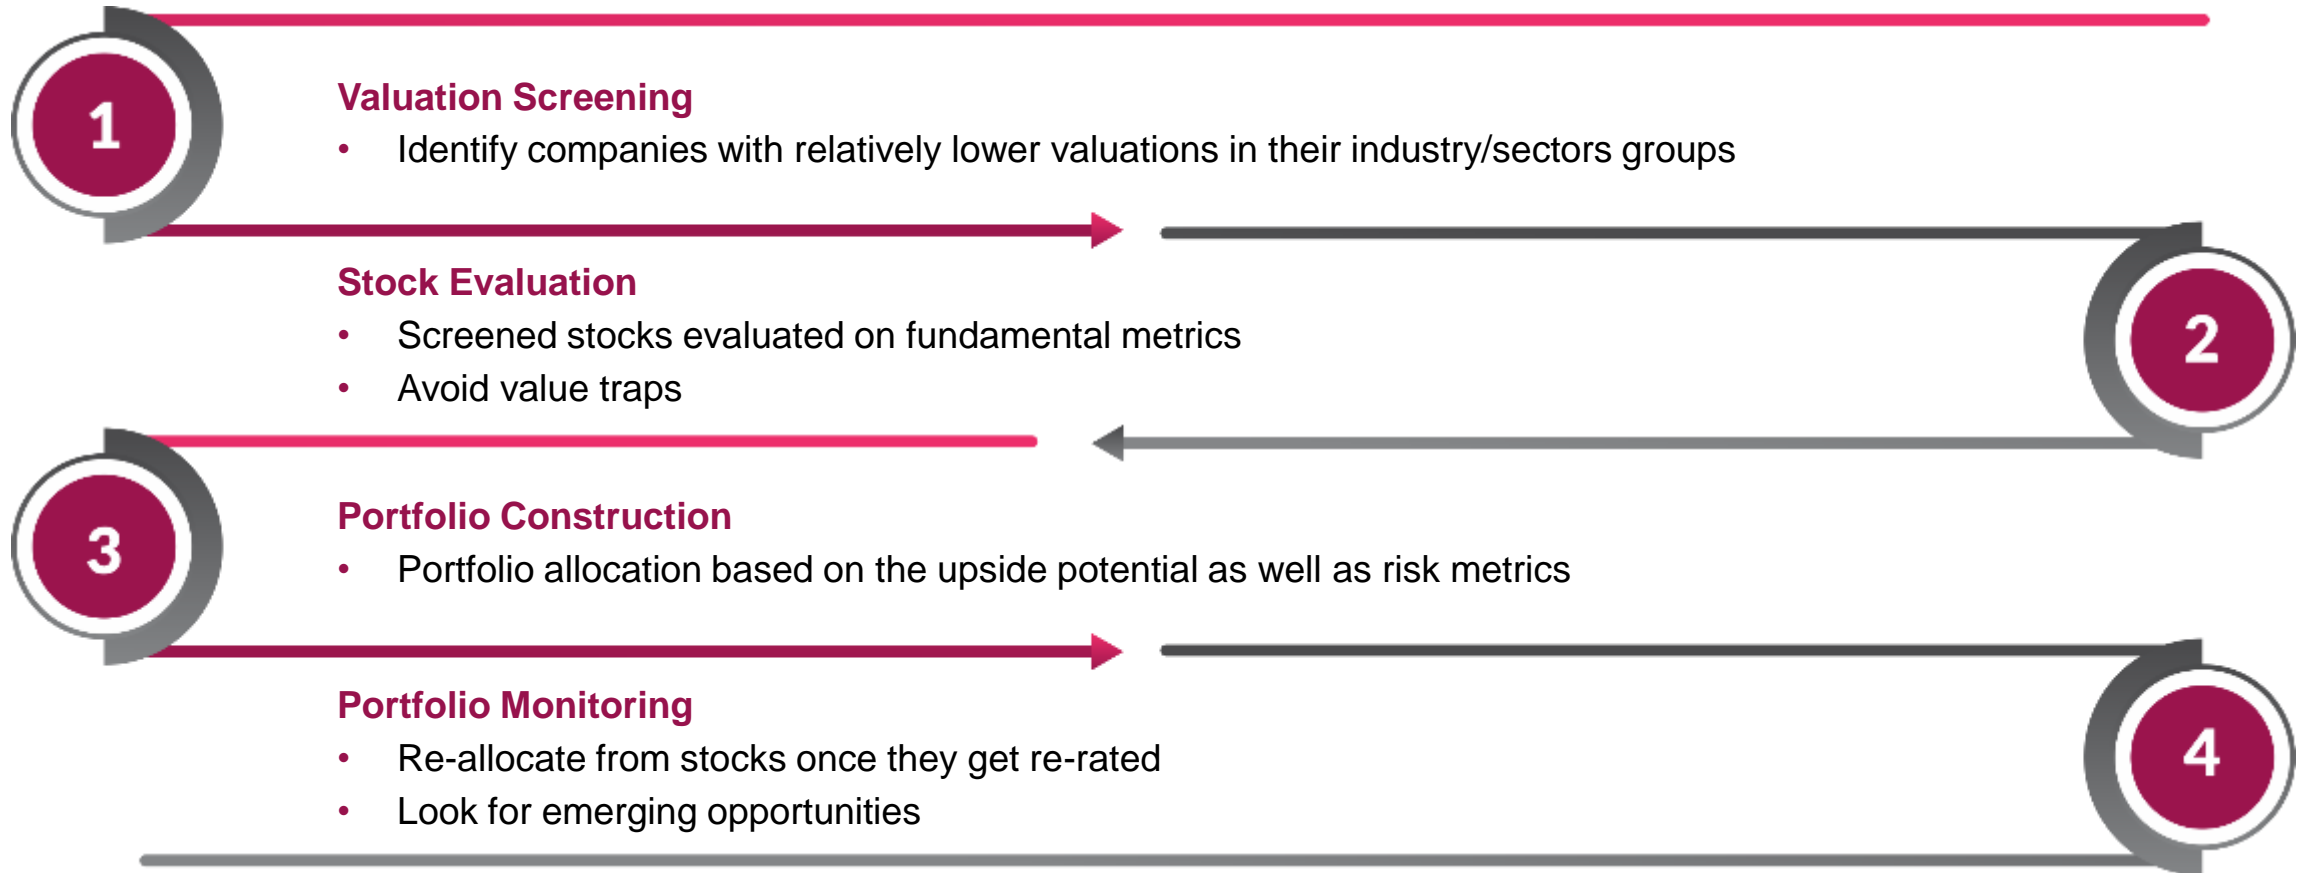 1
Valuation Screening
• Identify companies with relatively lower valuations in their industry/sectors groups
Stock Evaluation
• Screened stocks evaluated on fundamental metrics
• Avoid value traps
2
3
Portfolio Construction
• Portfolio allocation based on the upside potential as well as risk metrics
Portfolio Monitoring
• Re-allocate from stocks once they get re-rated
• Look for emerging opportunities
4